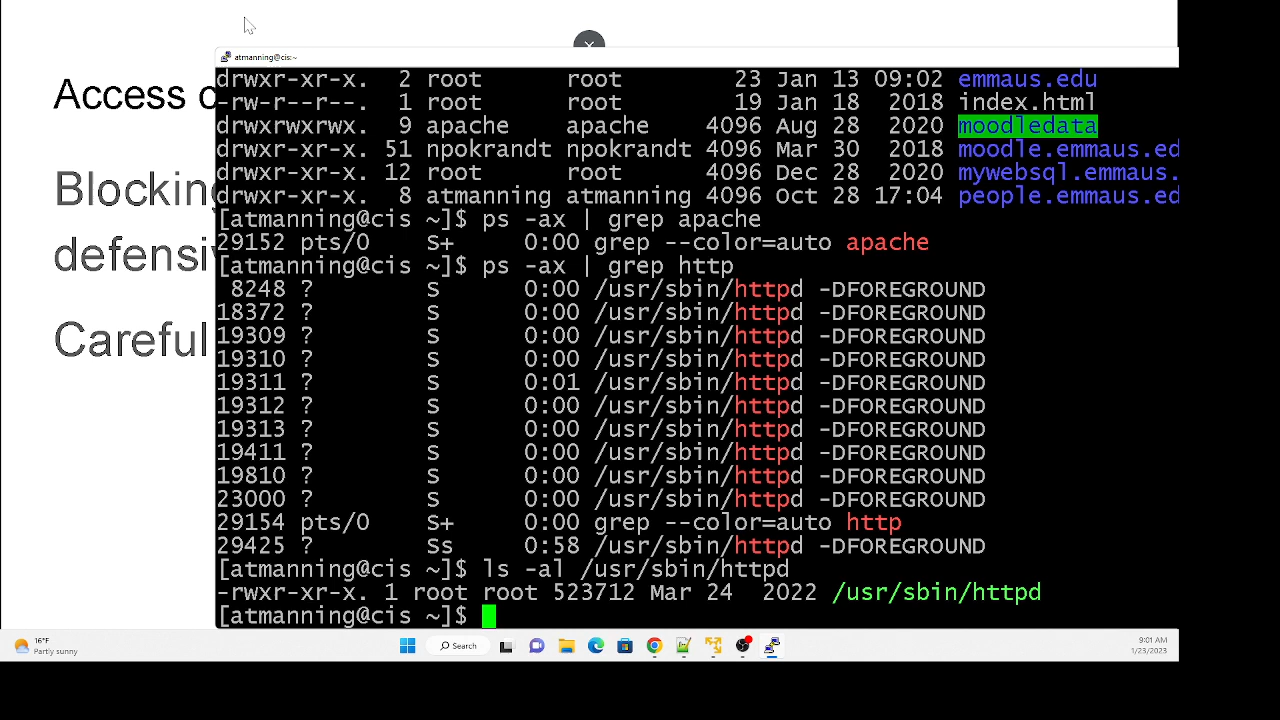 Access
Blocking
defensiv
Careful
atmanning@cis:~
drwxr-xr-x. 2 root root 23 Jan 13 09:02 emmaus.edu
-rw-r--r--. 1 root root 19 Jan 18 2018 index.html
drwxrwxrwx. 9 apache apache 4096 Aug 28 2020 moodledata
drwxr-xr-x. 51 npokrandt npokrandt 4096 Mar 30 2018 moodle.emmaus.ed
drwxr-xr-x. 12 root root 4096 Dec 28 2020 mywebsql.emmaus.
drwxr-xr-x. 8 atmanning atmanning 4096 Oct 28 17:04 people.emmaus.ed
[atmanning@cis ~]$ ps -ax | grep apache
29152 pts/0 S+ 0:00 grep --color=auto apache
[atmanning@cis ~]$ ps -ax | grep http
8248 ? S 0:00 /usr/sbin/httpd -DFOREGROUND
18372 ? S 0:00 /usr/sbin/httpd -DFOREGROUND
19309 ? S 0:00 /usr/sbin/httpd -DFOREGROUND
19310 ? S 0:00 /usr/sbin/httpd -DFOREGROUND
19311 ? S 0:01 /usr/sbin/httpd -DFOREGROUND
19312 ? S 0:00 /usr/sbin/httpd -DFOREGROUND
19313 ? S 0:00 /usr/sbin/httpd -DFOREGROUND
19411 ? S 0:00 /usr/sbin/httpd -DFOREGROUND
19810 ? S 0:00 /usr/sbin/httpd -DFOREGROUND
23000 ? S 0:00 /usr/sbin/httpd -DFOREGROUND
29154 pts/0 S+ 0:00 grep --color=auto http
29425 ? Ss 0:58 /usr/sbin/httpd -DFOREGROUND
[atmanning@cis ~]$ ls -al /usr/sbin/httpd
-rwxr-xr-x. 1 root root 523712 Mar 24 2022 /usr/sbin/httpd
[atmanning@cis ~]$
16°F
Partly sunny
Search
9:01 AM
1/23/2023